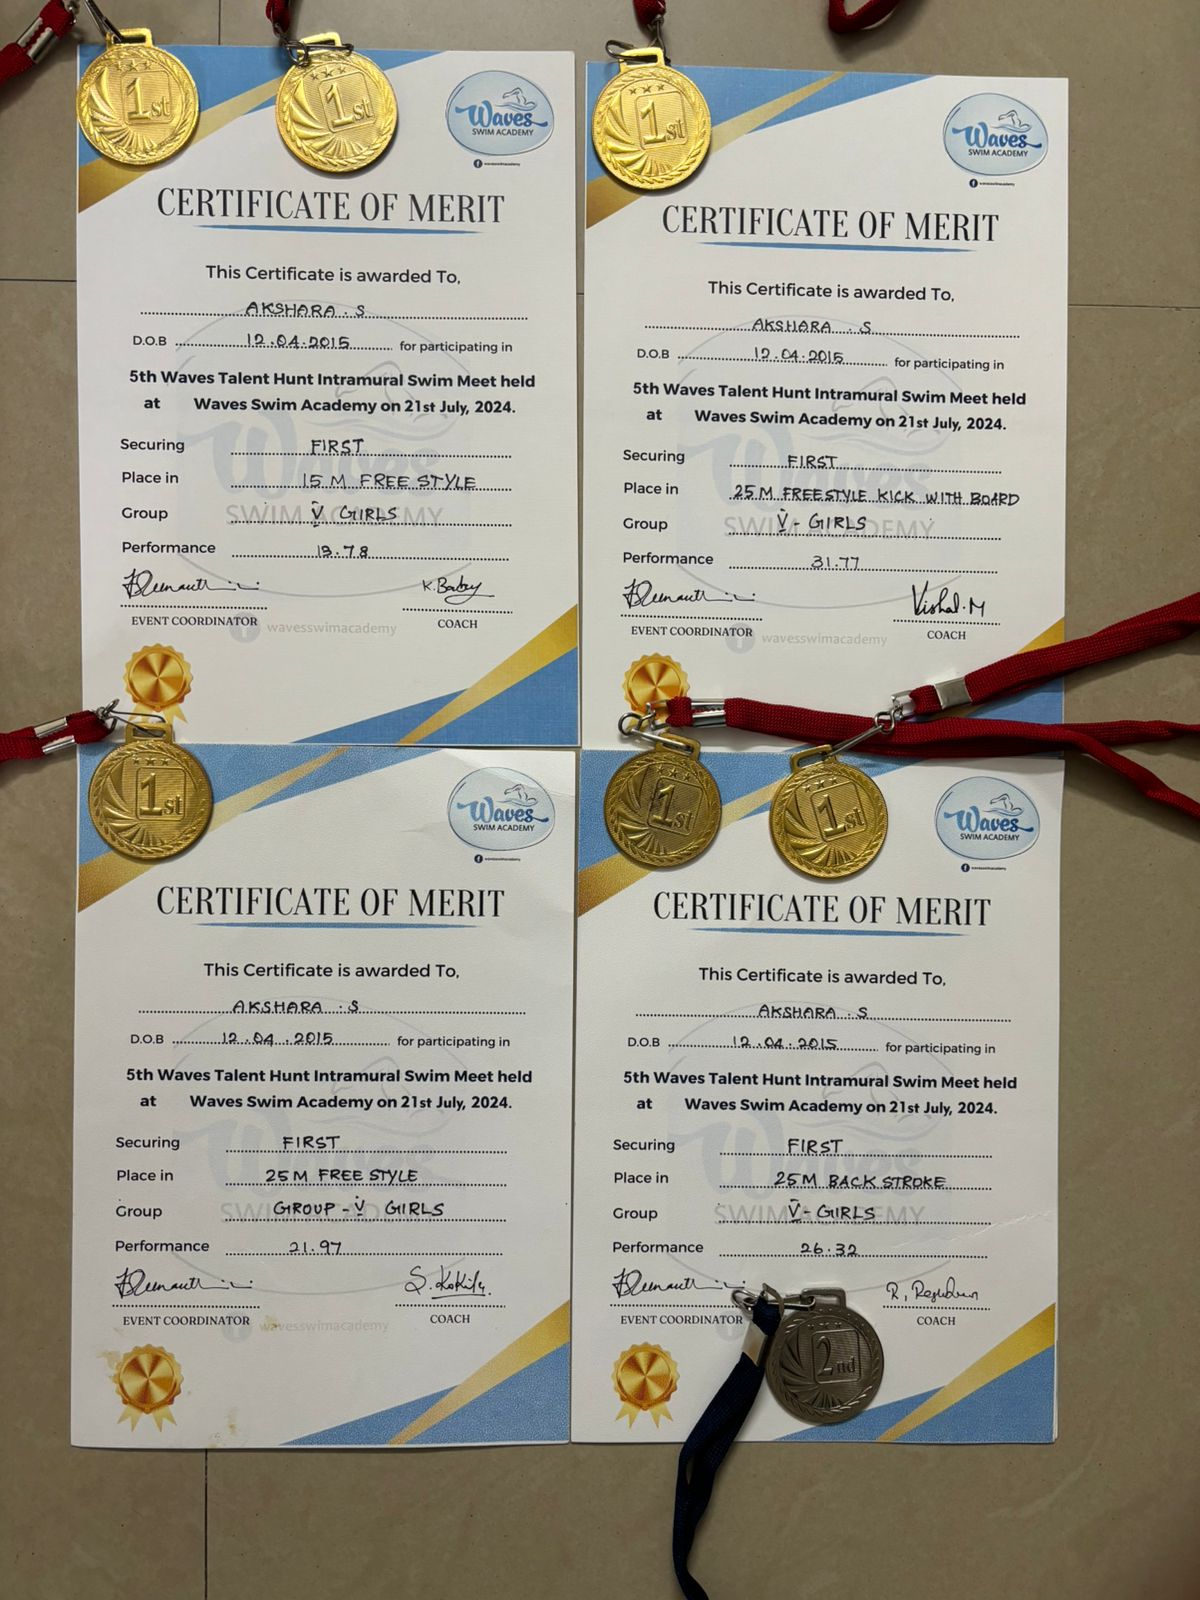 1st
1st
Waves
SWIM ACADEMY
wavesswimacademy
CERTIFICATE OF MERIT
This Certificate is awarded To,
AKSHARA . S
D.O.B 12.04.2015 for participating in
5th Waves Talent Hunt Intramural Swim Meet held
at Waves Swim Academy on 21st July, 2024.
Securing FIRST
Place in 15 M FREE STYLE
Group V GIRLS
Performance 13.78
K. Baby
EVENT COORDINATOR
COACH
wavesswimacademy
1st
Waves
SWIM ACADEMY
wavesswimacademy
CERTIFICATE OF MERIT
This Certificate is awarded To,
AKSHARA . S
D.O.B 12.04.2015 for participating in
5th Waves Talent Hunt Intramural Swim Meet held
at Waves Swim Academy on 21st July, 2024.
Securing FIRST
Place in 25 M FREESTYLE KICK WITH BOARD
Group V - GIRLS
Performance 31.77
Vishal.M
EVENT COORDINATOR
COACH
wavesswimacademy
1st
Waves
SWIM ACADEMY
wavesswimacademy
CERTIFICATE OF MERIT
This Certificate is awarded To,
AKSHARA . S
D.O.B 12.04.2015 for participating in
5th Waves Talent Hunt Intramural Swim Meet held
at Waves Swim Academy on 21st July, 2024.
Securing FIRST
Place in 25 M FREE STYLE
Group GROUP - V GIRLS
Performance 21.97
EVENT COORDINATOR
COACH
wavesswimacademy
1st
1st
Waves
SWIM ACADEMY
wavesswimacademy
CERTIFICATE OF MERIT
This Certificate is awarded To,
AKSHARA . S
D.O.B 12.04.2015 for participating in
5th Waves Talent Hunt Intramural Swim Meet held
at Waves Swim Academy on 21st July, 2024.
Securing FIRST
Place in 25 M BACK STROKE
Group V - GIRLS
Performance 26.32
EVENT COORDINATOR
COACH
2nd